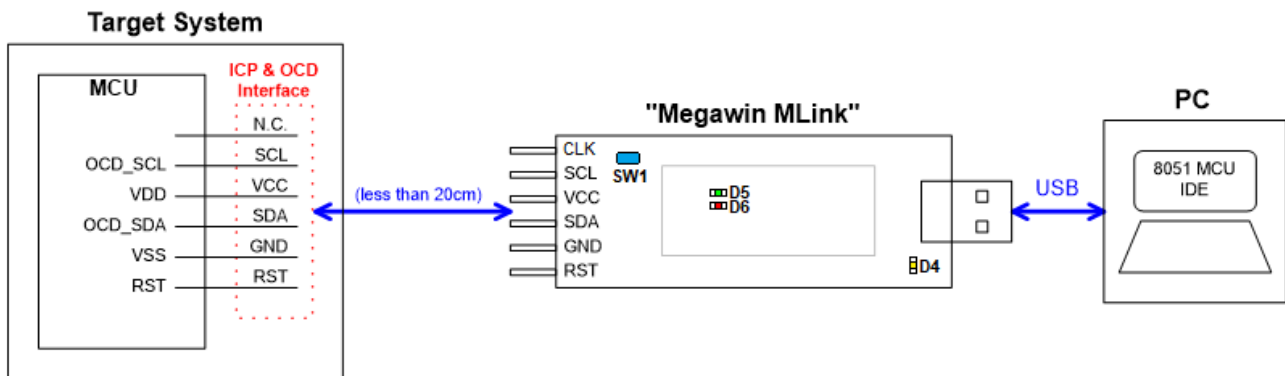 Target System
MCU
ICP & OCD
Interface
N.C.
OCD_SCL
SCL
VDD
VCC
OCD_SDA
SDA
VSS
GND
RST
RST
(less than 20cm)
"Megawin MLink"
CLK
SCL
VCC
SDA
GND
RST
SW1
D5
D6
D4
USB
PC
8051 MCU
IDE